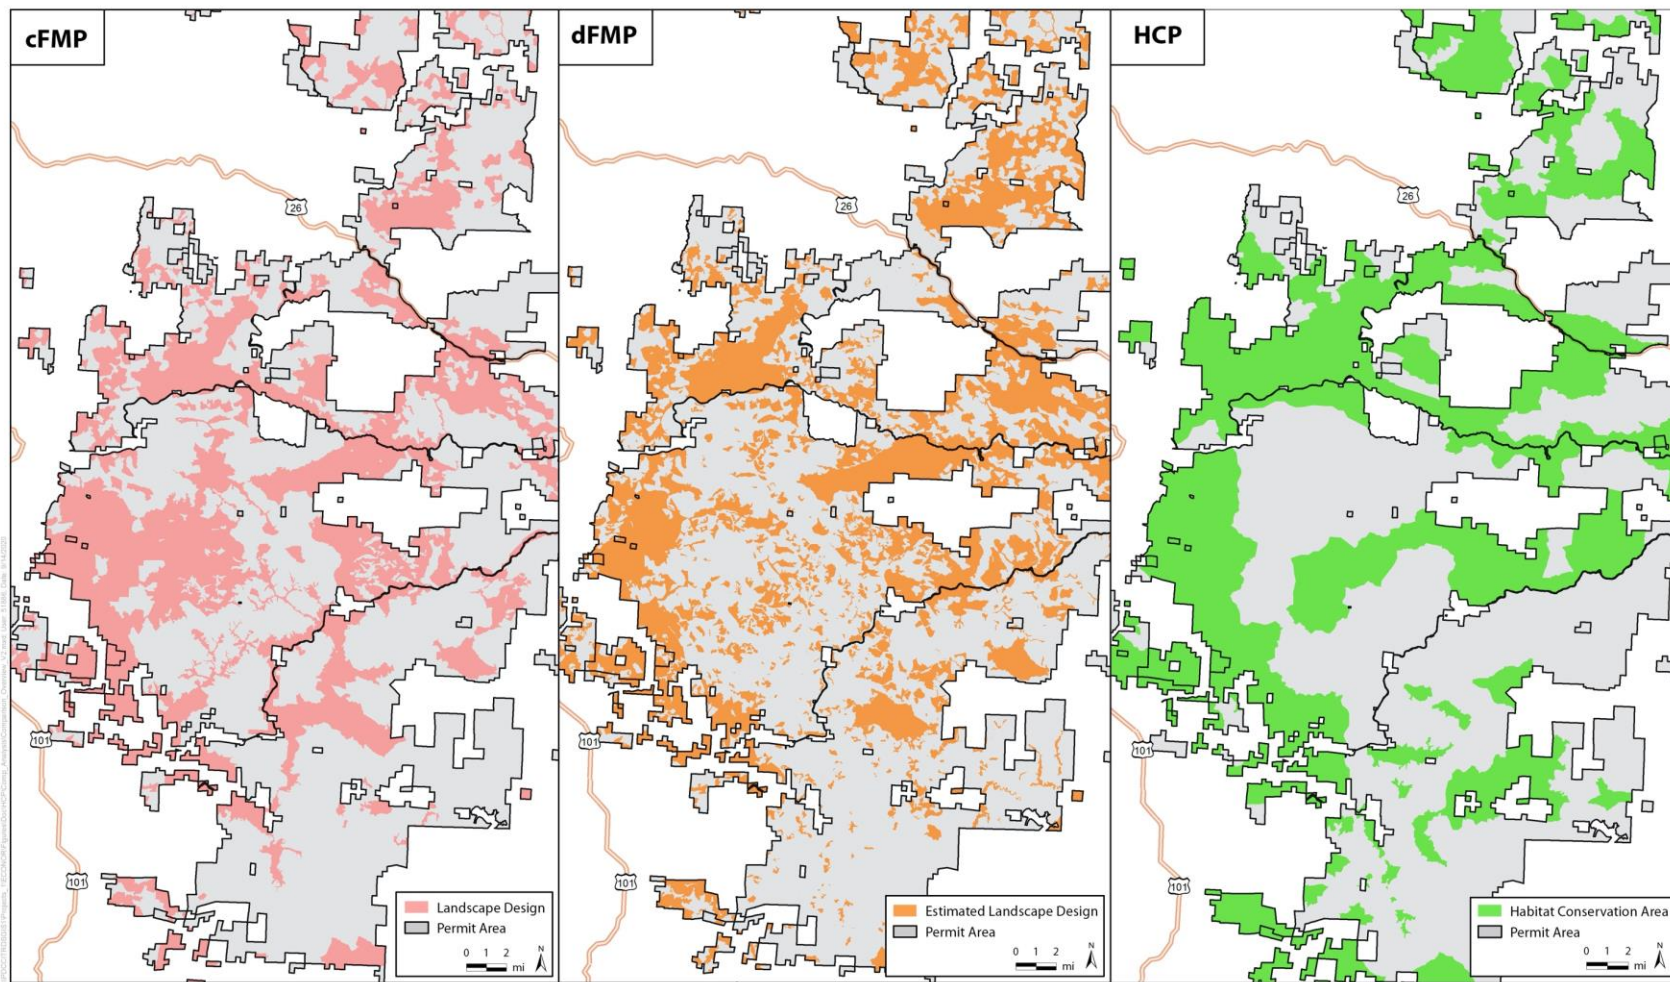 cFMP
26
101
101
Landscape Design
Permit Area
0 1 2
mi
N
dFMP
26
101
101
Estimated Landscape Design
Permit Area
0 1 2
mi
N
HCP
26
101
101
Habitat Conservation Area
Permit Area
0 1 2
mi
N